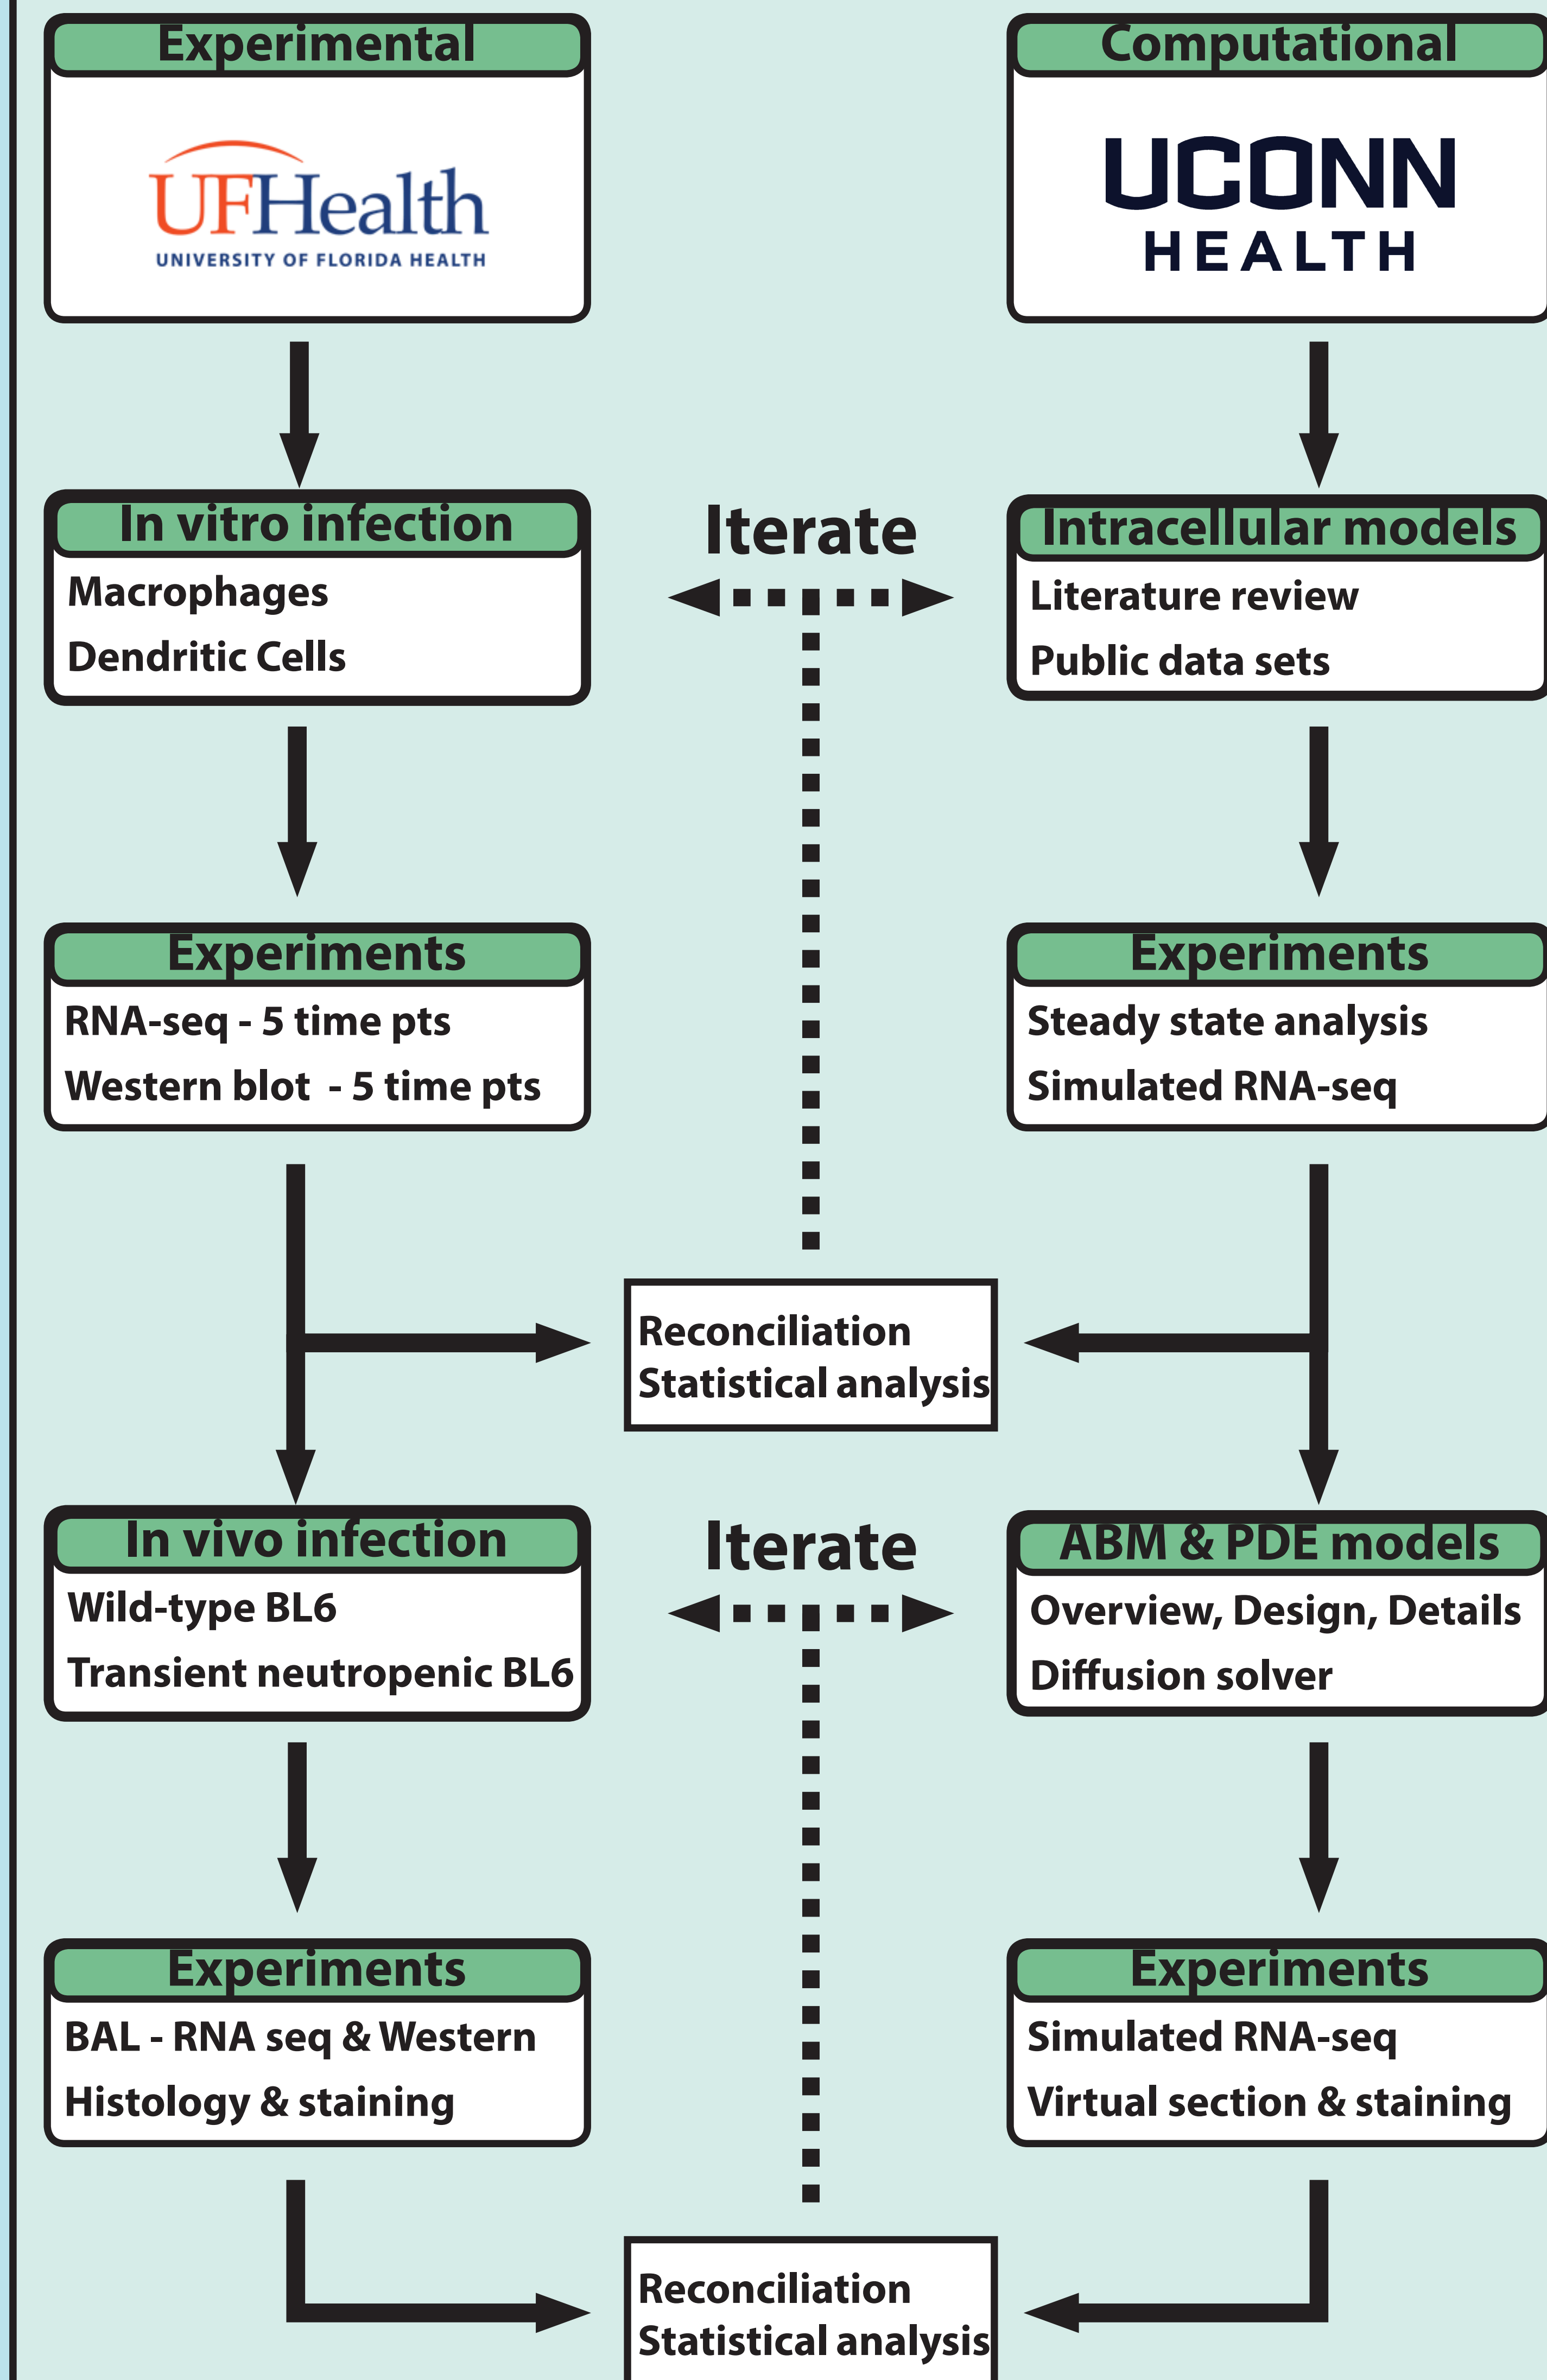 Experimental
UFHealth
UNIVERSITY OF FLORIDA HEALTH
Computational
UCONN
HEALTH
In vitro infection
Macrophages
Dendritic Cells
Iterate
Intracellular models
Literature review
Public data sets
Experiments
RNA-seq - 5 time pts
Western blot - 5 time pts
Experiments
Steady state analysis
Simulated RNA-seq
Reconciliation
Statistical analysis
In vivo infection
Wild-type BL6
Transient neutropenic BL6
Iterate
ABM & PDE models
Overview, Design, Details
Diffusion solver
Experiments
BAL - RNA seq & Western
Histology & staining
Experiments
Simulated RNA-seq
Virtual section & staining
Reconciliation
Statistical analysis